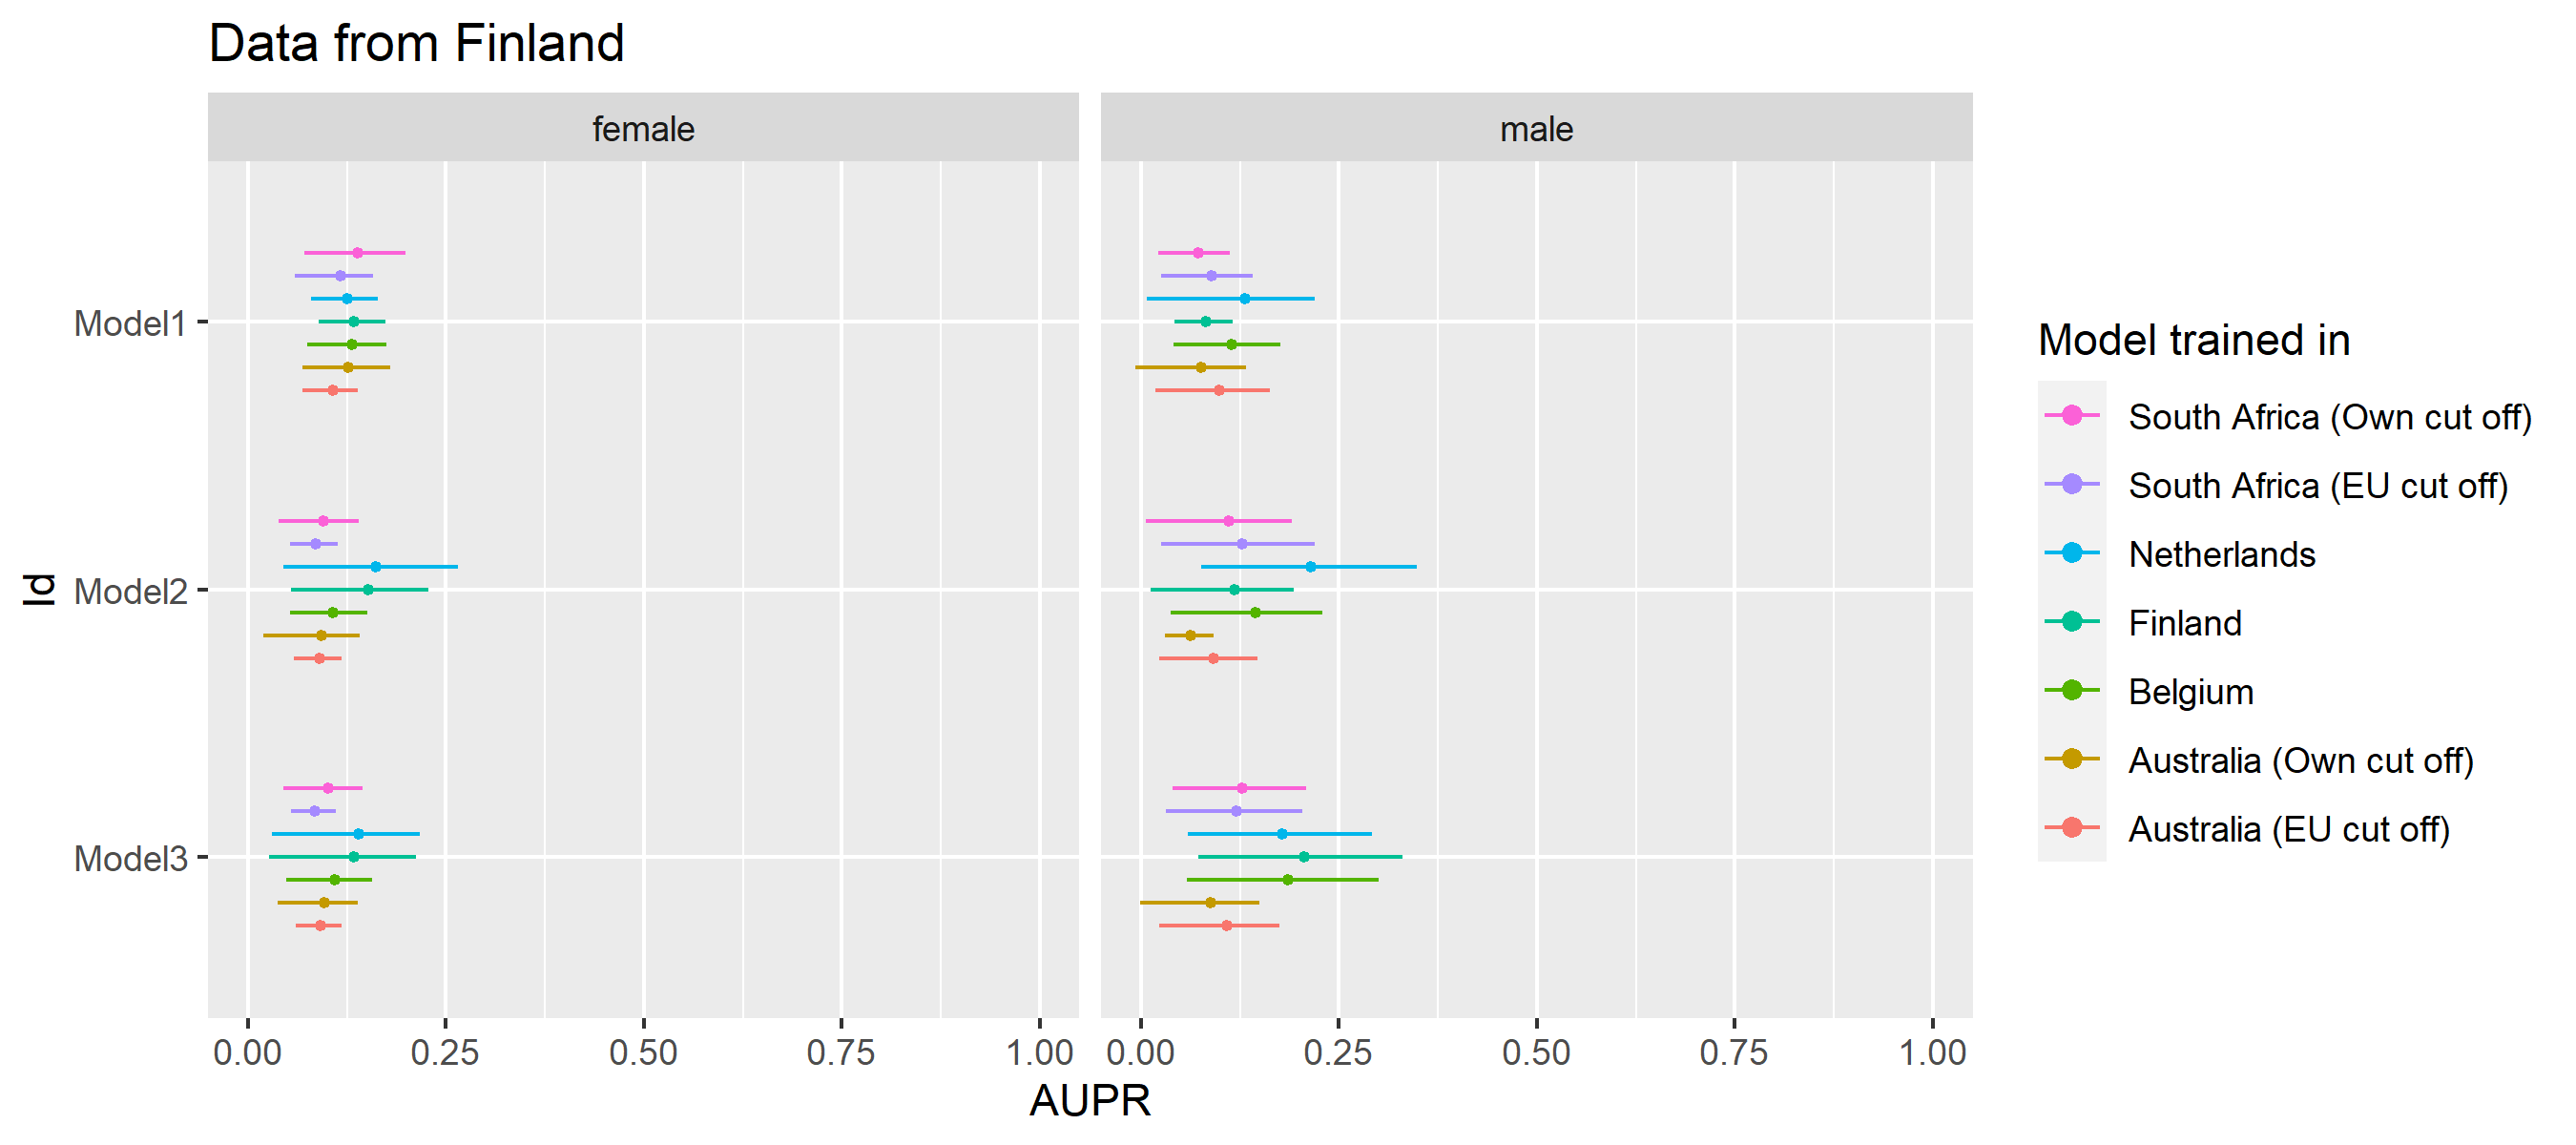 Data from Finland
female
male
Id
Model1
Model2
Model3
0.00 0.25 0.50 0.75 1.00
0.00 0.25 0.50 0.75 1.00
AUPR
Model trained in
South Africa (Own cut off)
South Africa (EU cut off)
Netherlands
Finland
Belgium
Australia (Own cut off)
Australia (EU cut off)